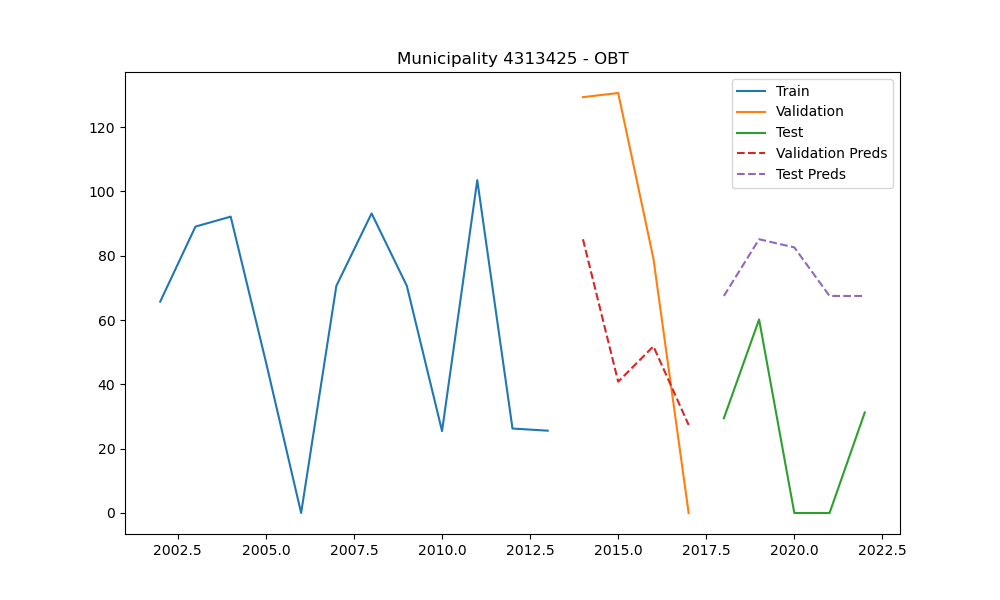 Municipality 4313425 - OBT
Train
Validation
Test
Validation Preds
Test Preds
120
100
80
60
40
20
0
2002.5 2005.0 2007.5 2010.0 2012.5 2015.0 2017.5 2020.0 2022.5